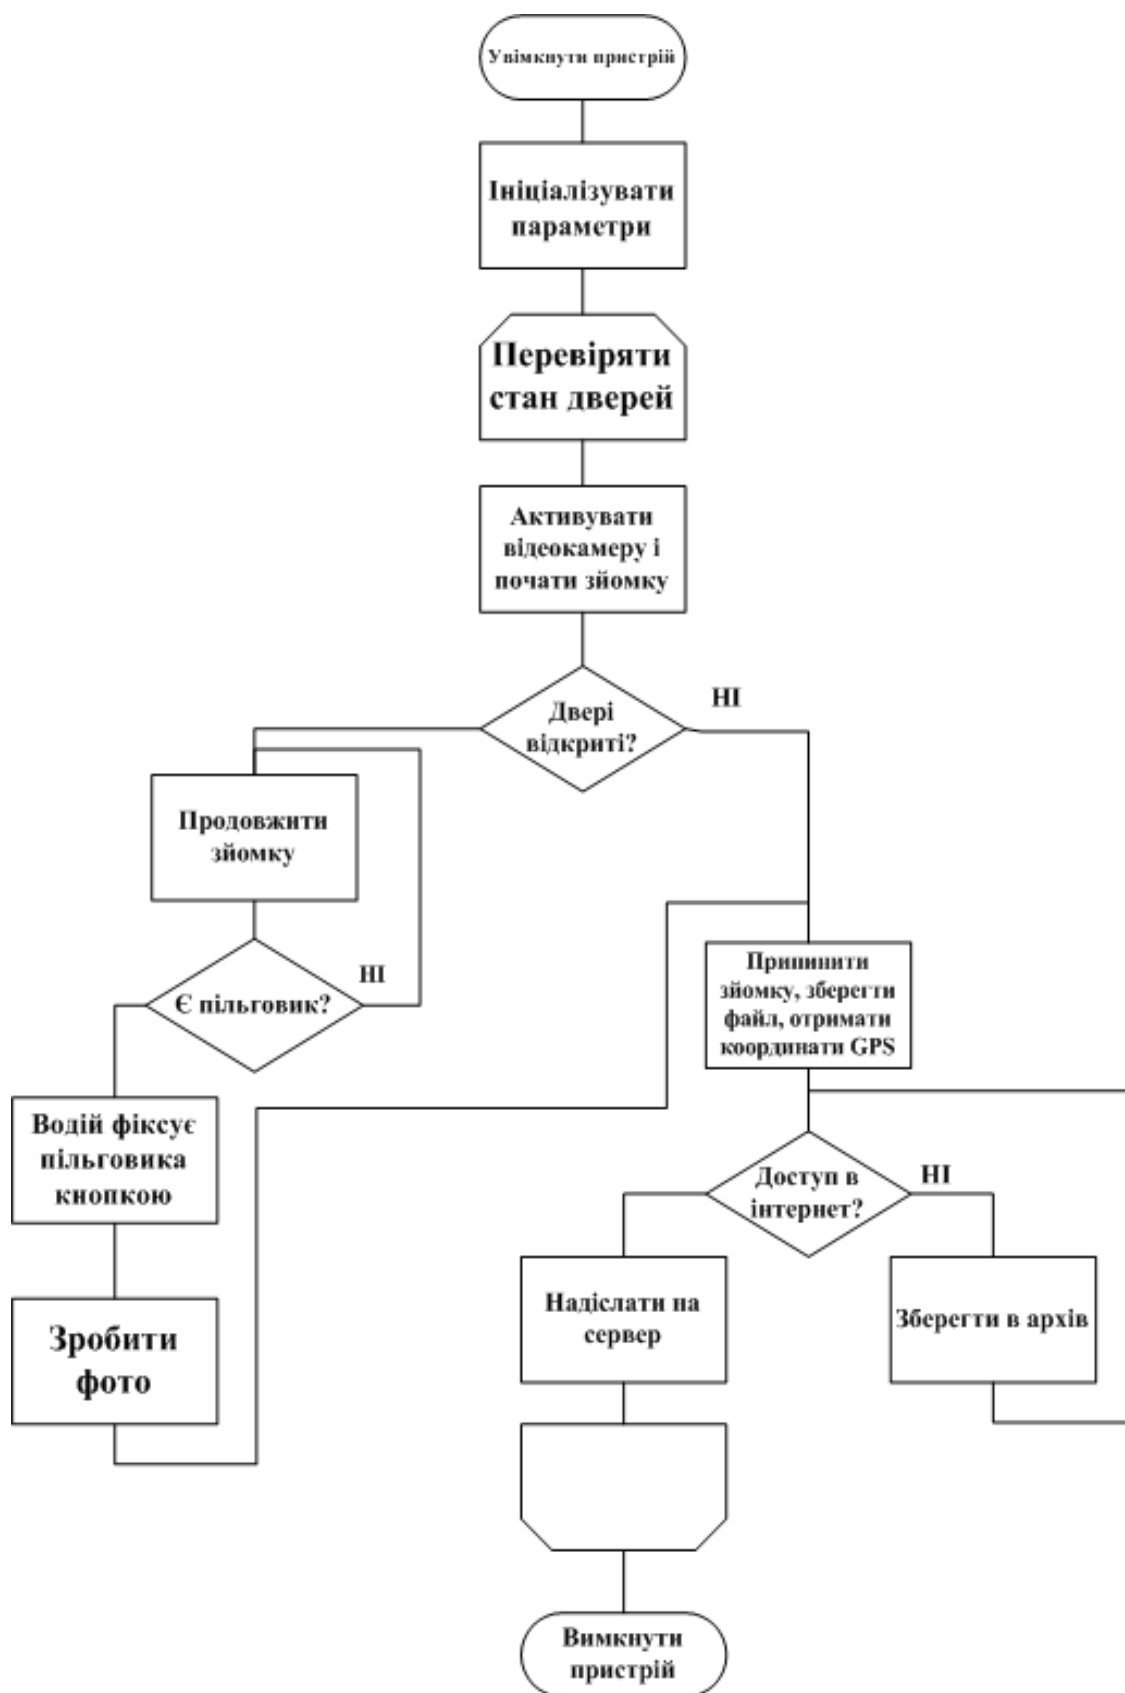 Увімкнути пристрій
Ініціалізувати
параметри
Перевіряти
стан дверей
Активувати
відеокамеру і
почати зйомку
Двері
відкриті?
НІ
Продовжити
зйомку
Є пільговик?
НІ
Припинити
зйомку, зберегти
файл, отримати
координати GPS
Водій фіксує
пільговика
кнопкою
Доступ в
інтернет?
НІ
Зробити
фото
Надіслати на
сервер
Зберегти в архів
Вимкнути
пристрій